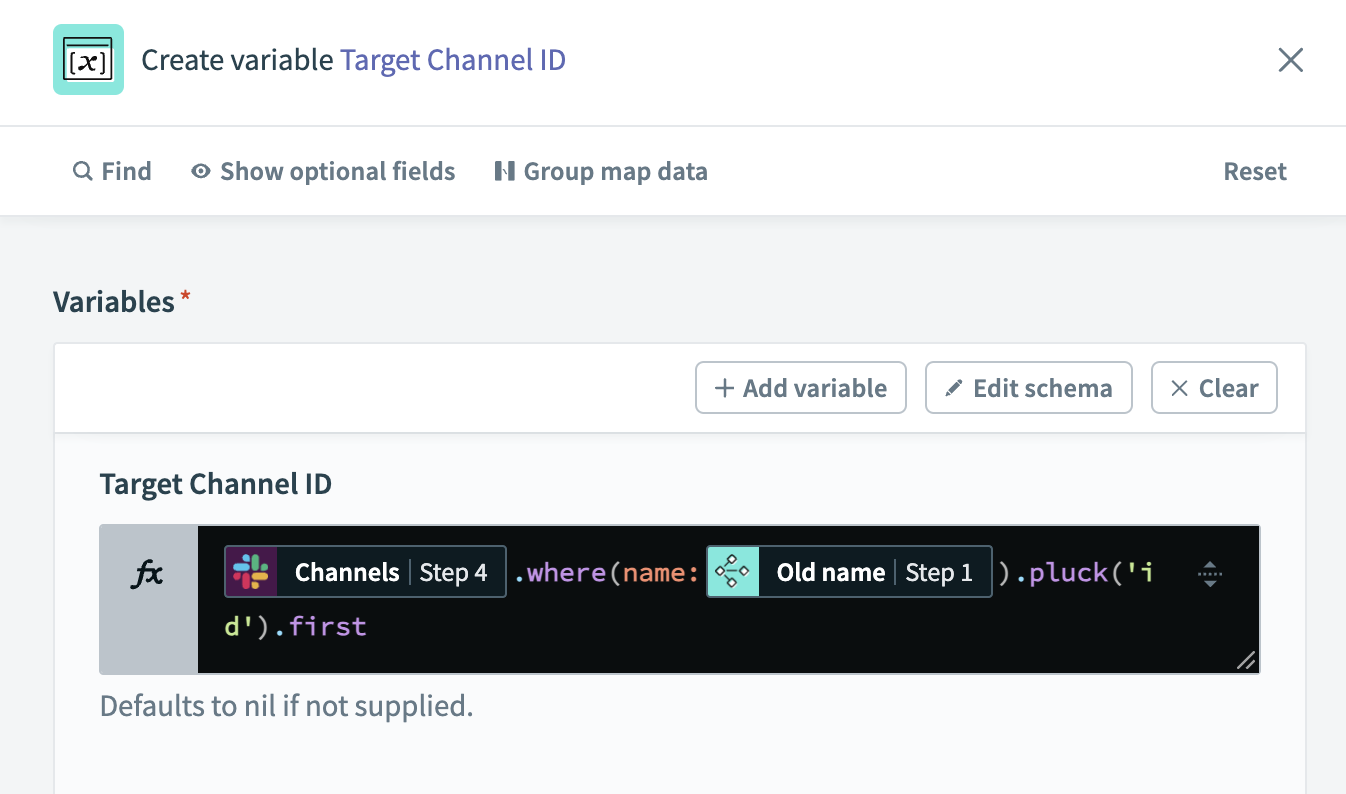 [x] Create variable Target Channel ID
Find Show optional fields Group map data Reset
Variables *
+ Add variable Edit schema Clear
Target Channel ID
fx Channels | Step 4 .where(name: Old name | Step 1 ).pluck('i
d').first
Defaults to nil if not supplied.